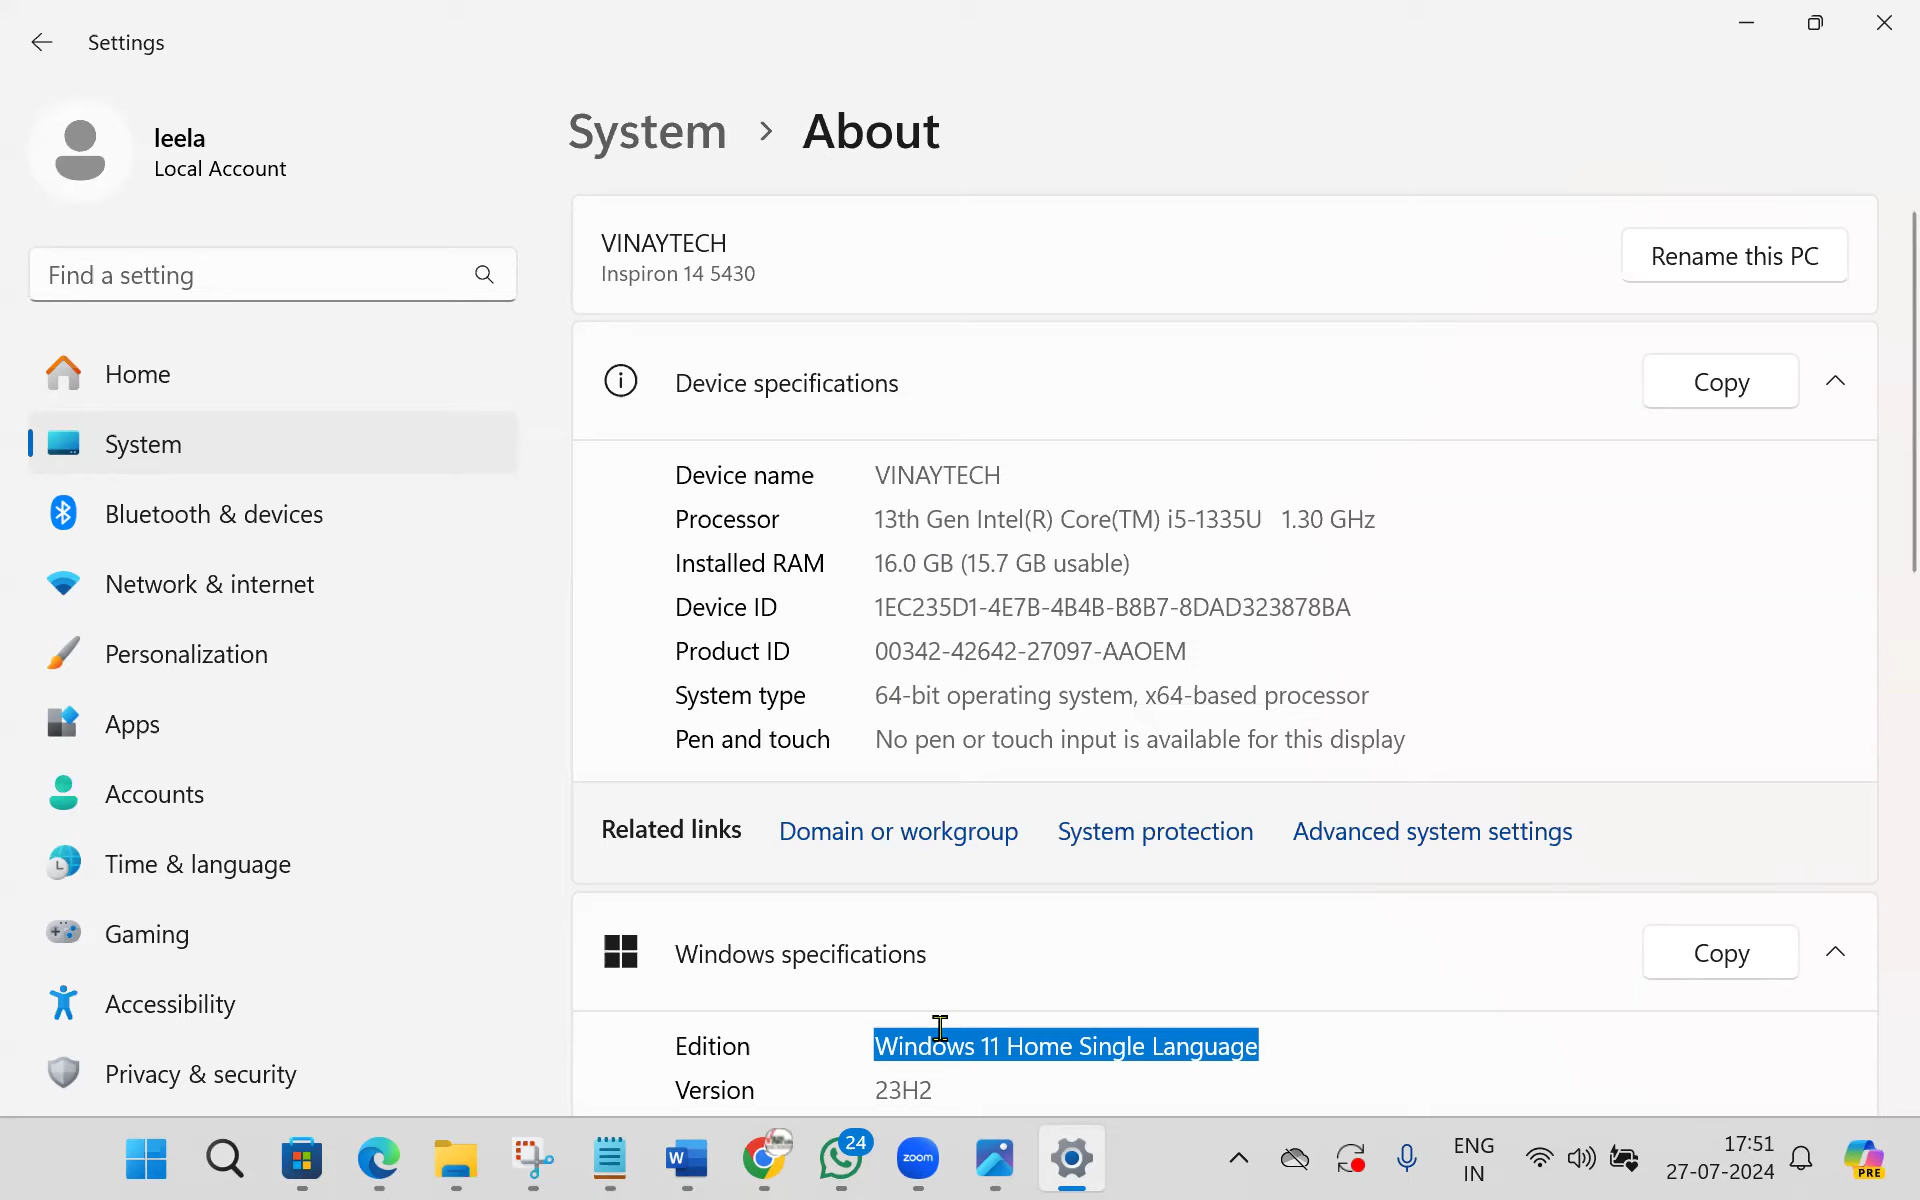 Settings
leela
Local Account
Find a setting
Home
System
Bluetooth & devices
Network & internet
Personalization
Apps
Accounts
Time & language
Gaming
Accessibility
Privacy & security
System > About
VINAYTECH
Inspiron 14 5430
Rename this PC
Device specifications
Copy
Device name VINAYTECH
Processor 13th Gen Intel(R) Core(TM) i5-1335U 1.30 GHz
Installed RAM 16.0 GB (15.7 GB usable)
Device ID 1EC235D1-4E7B-4B4B-B8B7-8DAD323878BA
Product ID 00342-42642-27097-AAOEM
System type 64-bit operating system, x64-based processor
Pen and touch No pen or touch input is available for this display
Related links Domain or workgroup System protection Advanced system settings
Windows specifications
Copy
Edition Windows 11 Home Single Language
Version 23H2
W
24
zoom
ENG
IN
17:51
27-07-2024
PRE